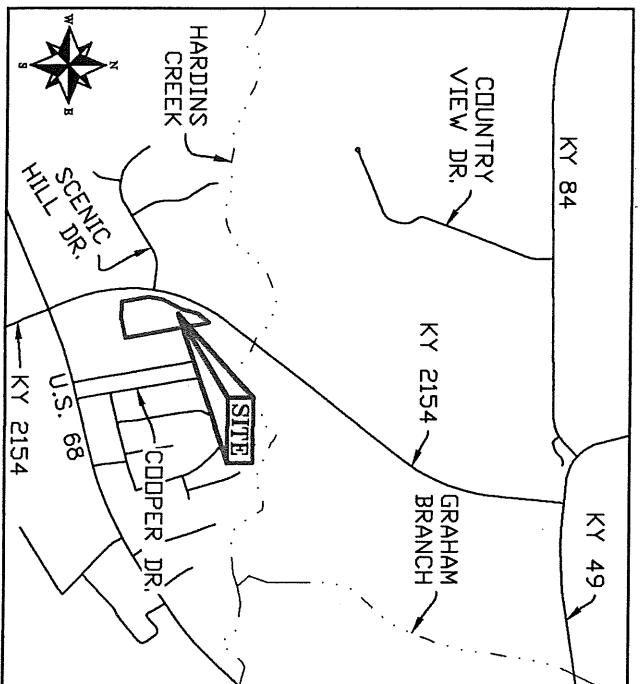 KY 84
KY 49
COUNTRY
VIEW DR.
HARDINS
CREEK
KY 2154
GRAHAM
BRANCH
SCENIC
HILL DR.
SITE
COOPER DR.
U.S. 68
KY 2154
W
N
S
E